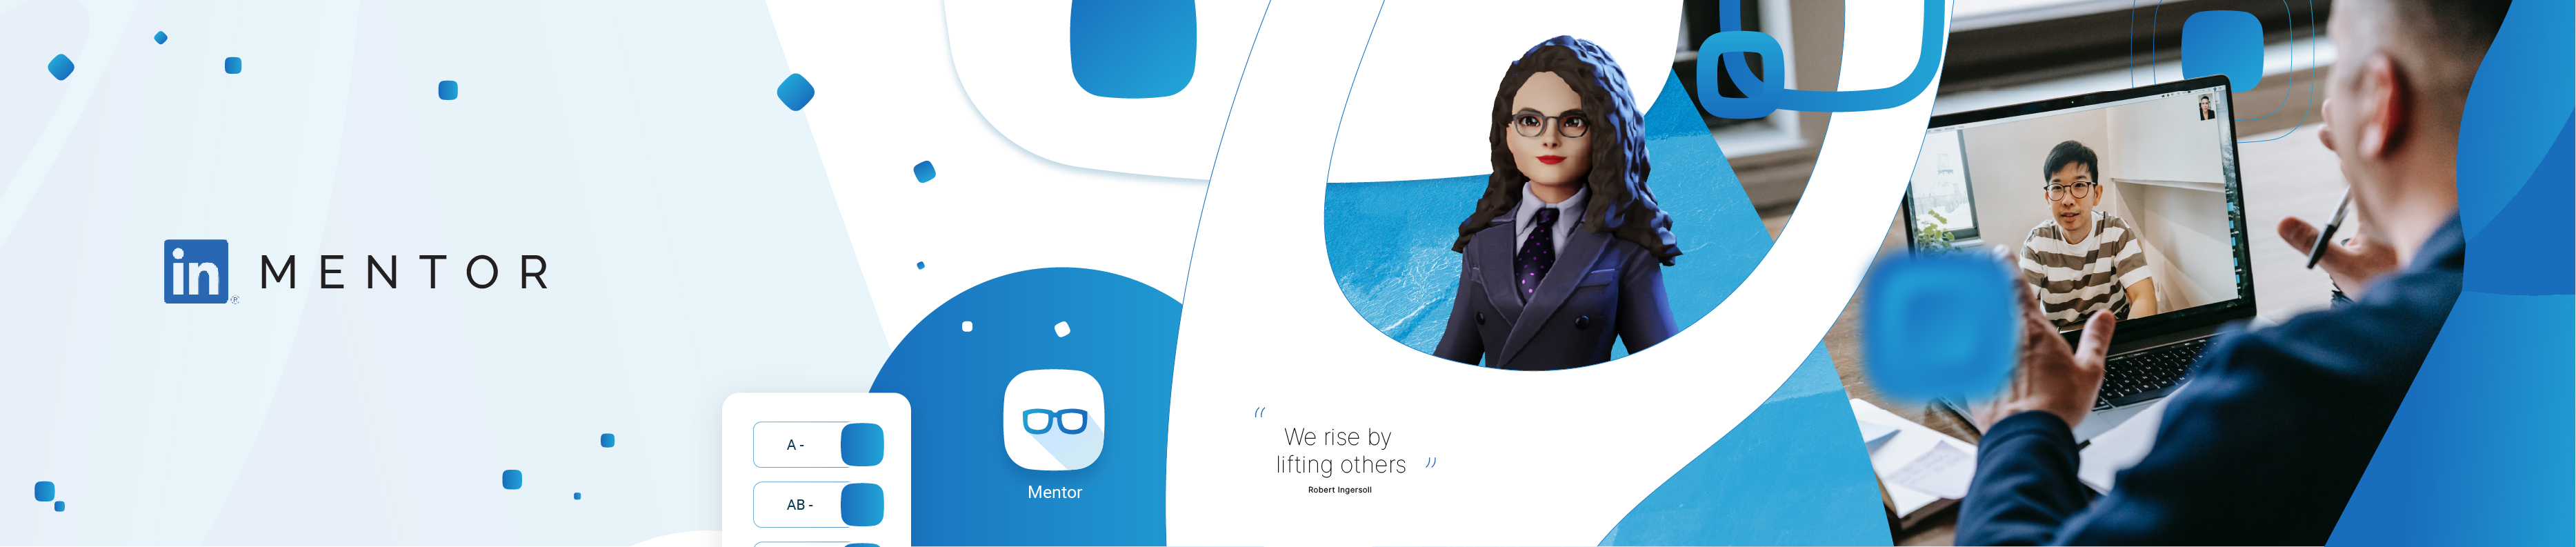 in ® MENTOR
A -
AB -
Mentor
“ We rise by
lifting others ”
Robert Ingersoll